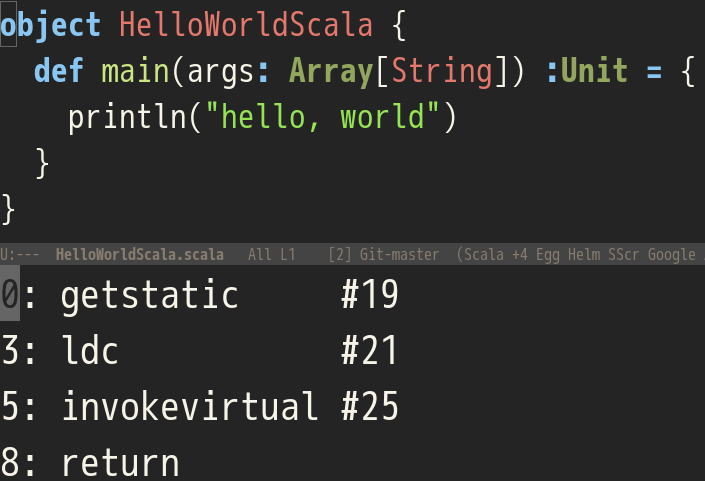 object HelloWorldScala {
  def main(args: Array[String]) :Unit = {
    println("hello, world")
  }
}
U:---  HelloWorldScala.scala   All L1    [2] Git-master  (Scala +4 Egg Helm SScr Google
0: getstatic     #19
3: ldc           #21
5: invokevirtual #25
8: return